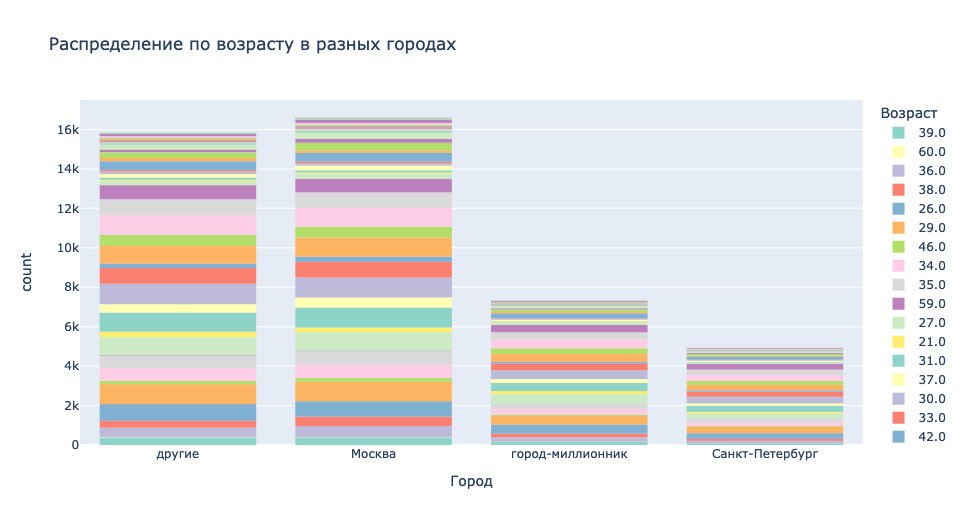 Распределение по возрасту в разных городах
Возраст
39.0
60.0
36.0
38.0
26.0
29.0
46.0
34.0
35.0
59.0
27.0
21.0
31.0
37.0
30.0
33.0
42.0
count
16k
14k
12k
10k
8k
6k
4k
2k
0
другие
Москва
город-миллионник
Санкт-Петербург
Город